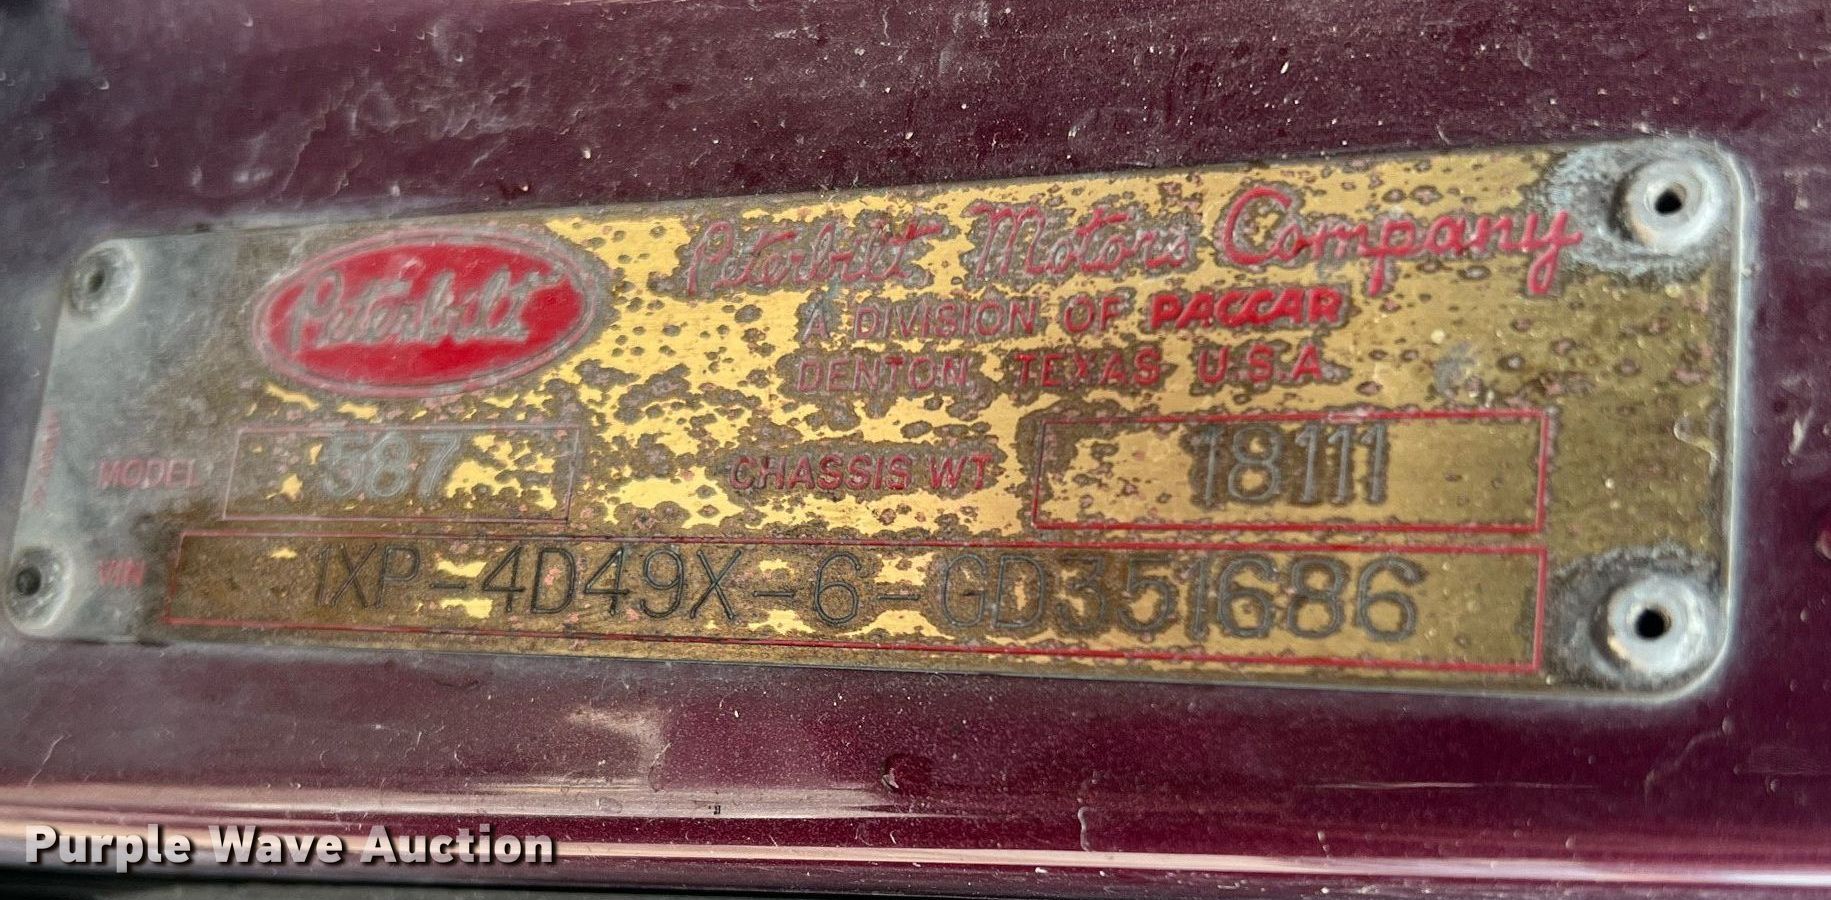 Peterbilt
Peterbilt Motors Company
A DIVISION OF PACCAR
DENTON, TEXAS U.S.A.
MODEL 587 CHASSIS WT 18111
VIN 1XP-4D49X-6-GD351686
Purple Wave Auction